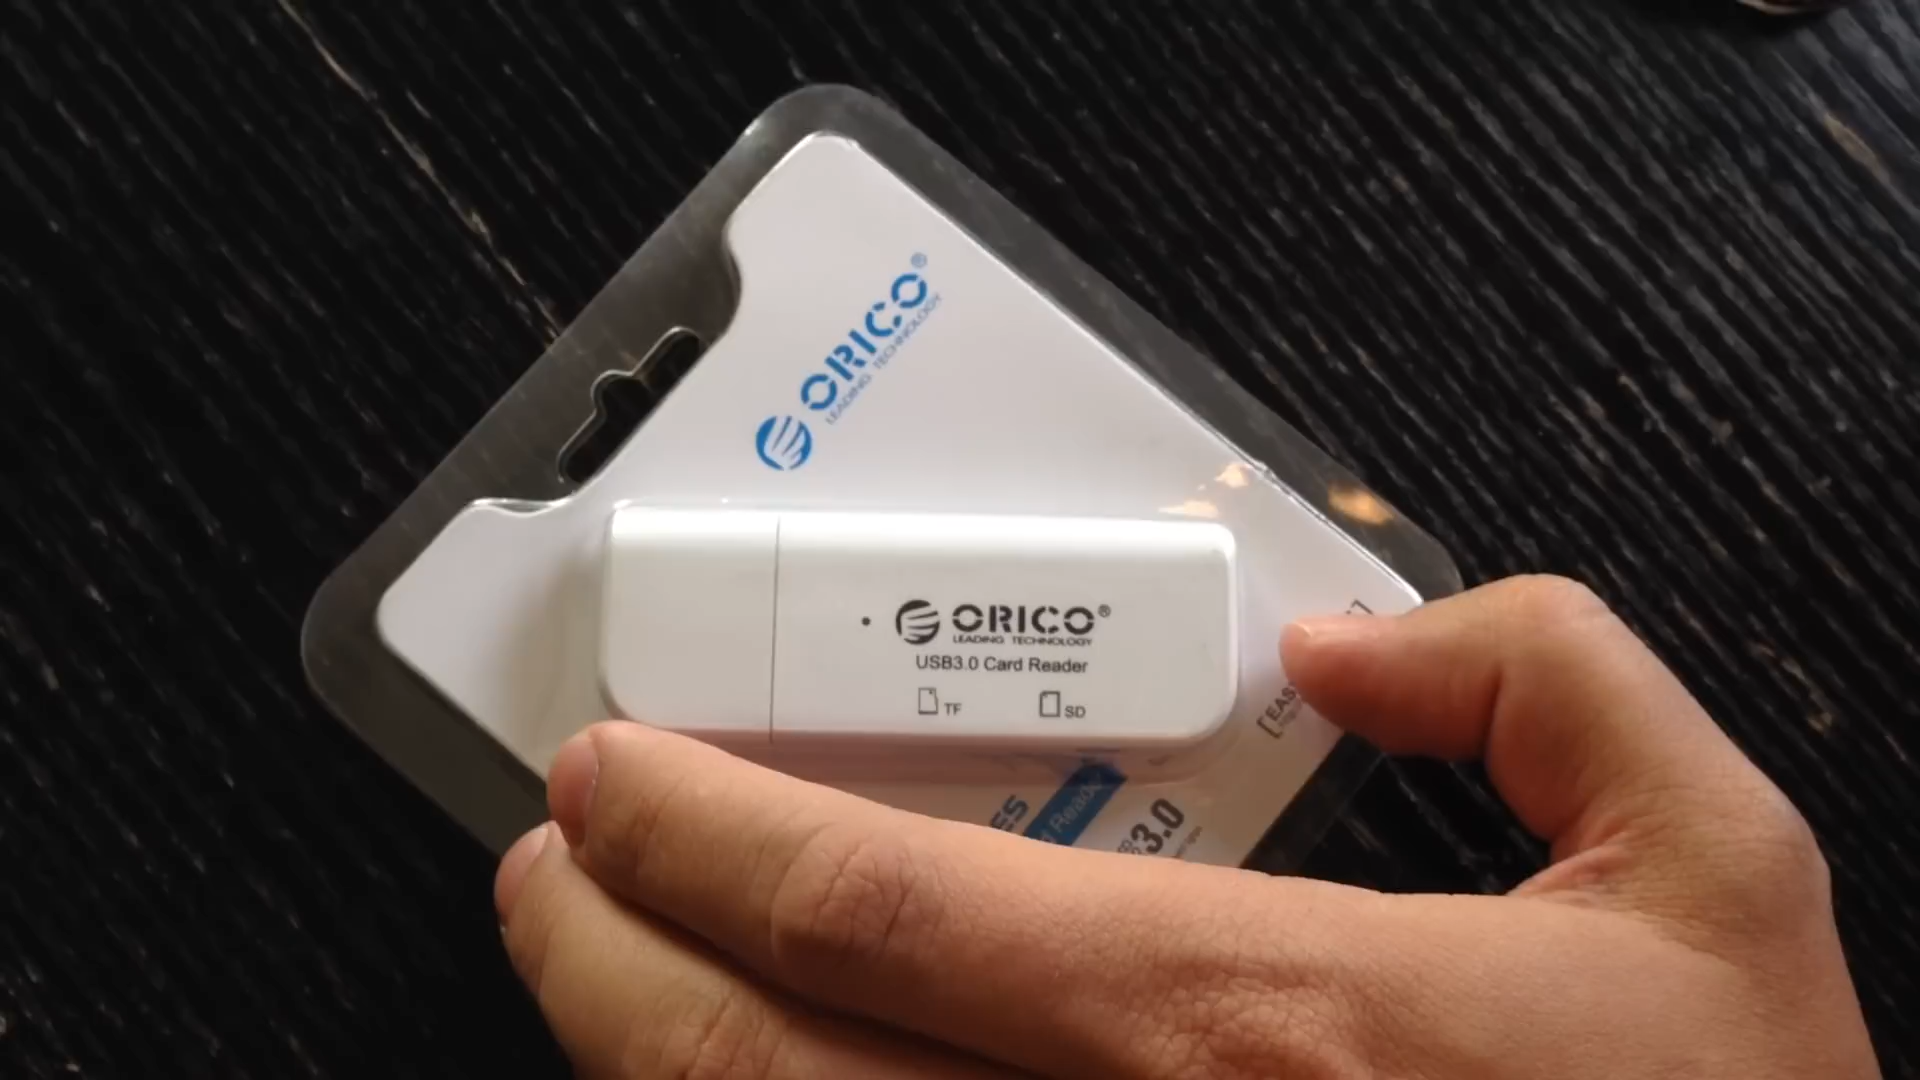 ORICO®
LEADING TECHNOLOGY
ORICO®
LEADING TECHNOLOGY
USB3.0 Card Reader
TF SD
3.0